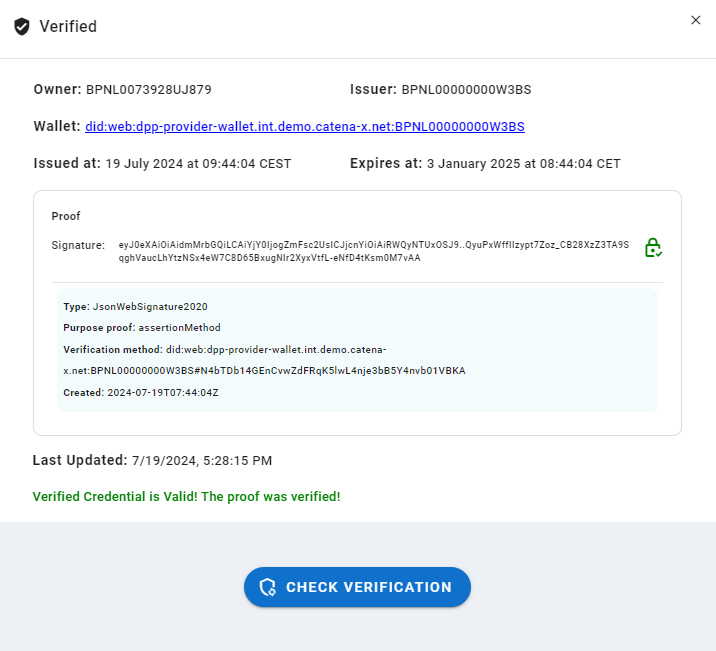 Verified
Owner: BPNL0073928UJ879
Issuer: BPNL00000000W3BS
Wallet: did:web:dpp-provider-wallet.int.demo.catena-x.net:BPNL00000000W3BS
Issued at: 19 July 2024 at 09:44:04 CEST
Expires at: 3 January 2025 at 08:44:04 CET
Proof
Signature: eyJ0eXAiOiAidmMrbGQiLCAiYjY0IjogZmFsc2UsICJjcnYiOiAiRWQyNTUxOSJ9..QyuPxWffIIzypt7Zoz_CB28XzZ3TA9S
qghVaucLhYtzNSx4eW7C8D65BxugNIr2XyxVtfL-eNfD4tKsm0M7vAA
Type: JsonWebSignature2020
Purpose proof: assertionMethod
Verification method: did:web:dpp-provider-wallet.int.demo.catena-
x.net:BPNL00000000W3BS#N4bTDb14GEnCvwZdFRqK5lwL4nje3bB5Y4nvb01VBKA
Created: 2024-07-19T07:44:04Z
Last Updated: 7/19/2024, 5:28:15 PM
Verified Credential is Valid! The proof was verified!
CHECK VERIFICATION